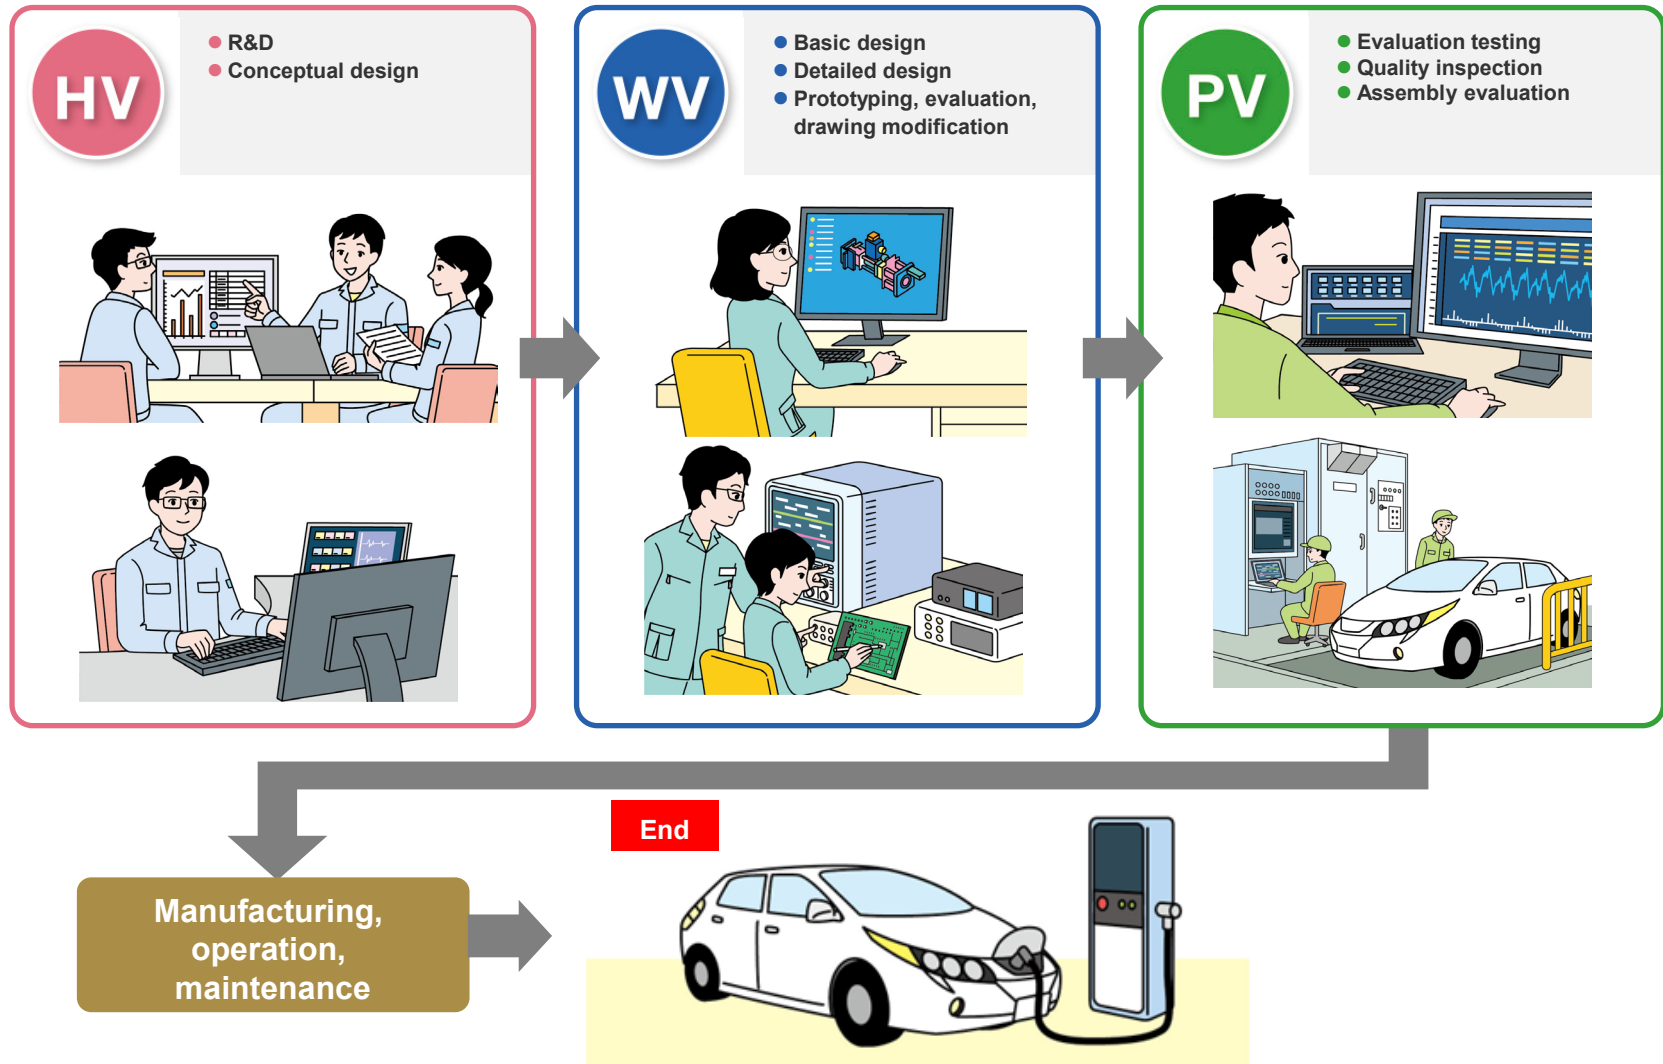 HV
R&D
Conceptual design
WV
Basic design
Detailed design
Prototyping, evaluation,
drawing modification
PV
Evaluation testing
Quality inspection
Assembly evaluation
End
Manufacturing,
operation,
maintenance